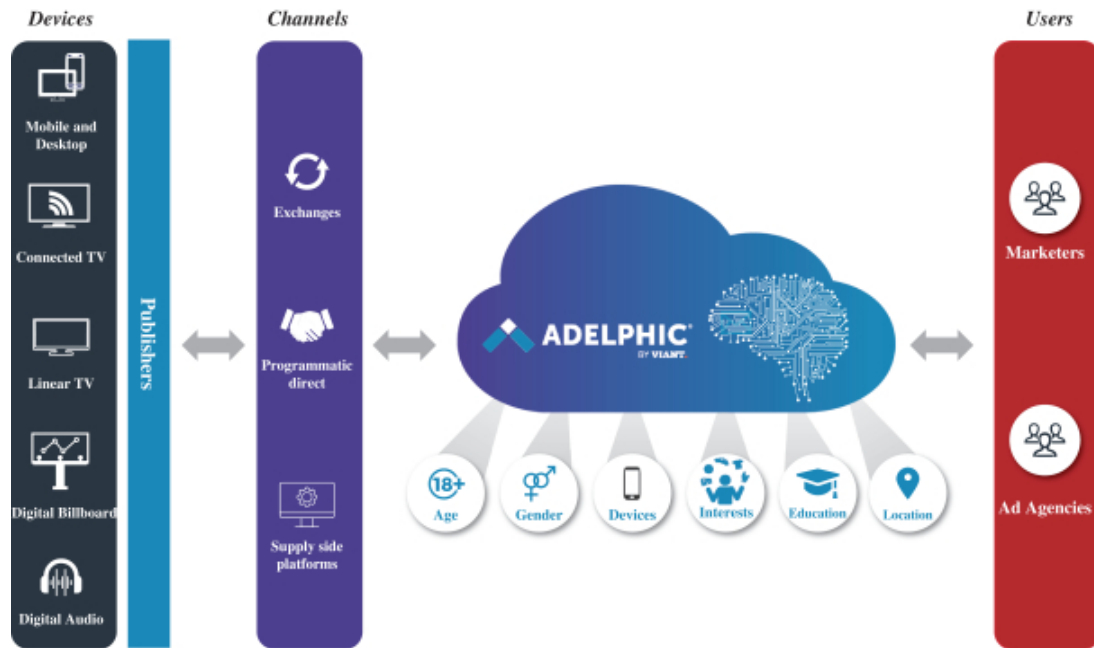 Devices
Channels
Users
Mobile and
Desktop
Connected TV
Linear TV
Digital Billboard
Digital Audio
Publishers
Exchanges
Programmatic
direct
Supply side
platforms
ADELPHIC®
BY VIANT.
18+
Age
Gender
Devices
Interests
Education
Location
Marketers
Ad Agencies